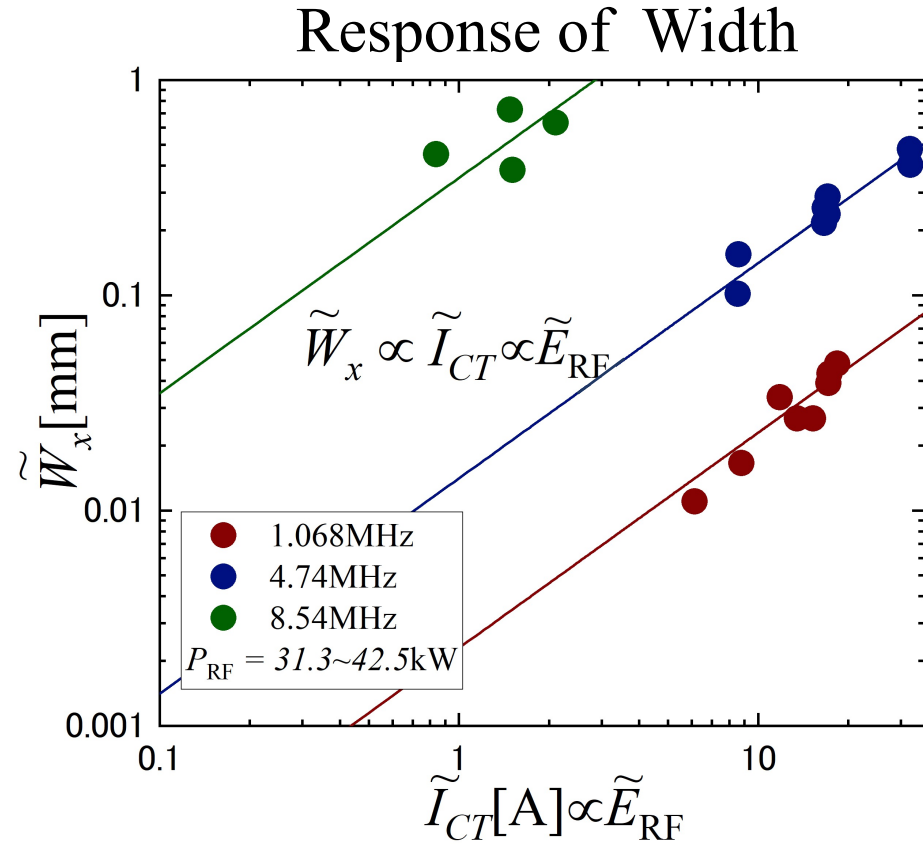 Response of Width
1
0.1
0.01
0.001
W̃x[mm]
W̃x ∝ ĨCT∝ẼRF
1.068MHz
4.74MHz
8.54MHz
PRF = 31.3~42.5kW
0.1 1 10
ĨCT[A]∝ẼRF